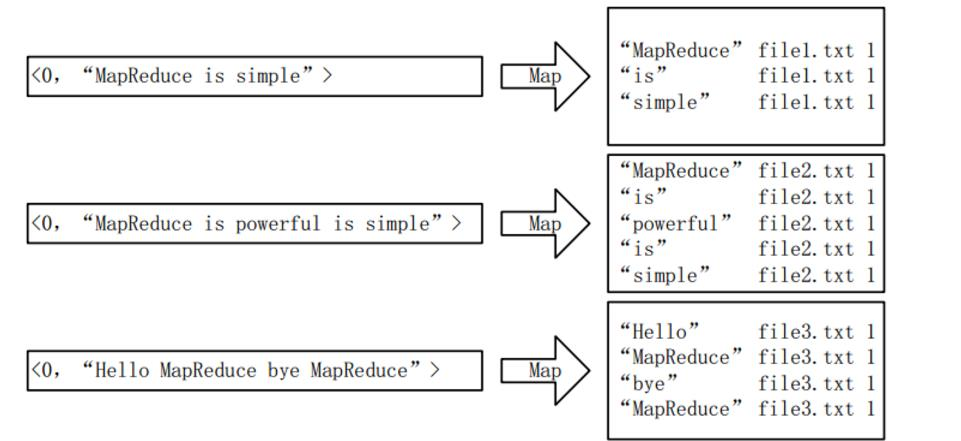 <0, “MapReduce is simple”>
Map
“MapReduce” file1.txt 1
“is” file1.txt 1
“simple” file1.txt 1
<0, “MapReduce is powerful is simple”>
Map
“MapReduce” file2.txt 1
“is” file2.txt 1
“powerful” file2.txt 1
“is” file2.txt 1
“simple” file2.txt 1
<0, “Hello MapReduce bye MapReduce”>
Map
“Hello” file3.txt 1
“MapReduce” file3.txt 1
“bye” file3.txt 1
“MapReduce” file3.txt 1